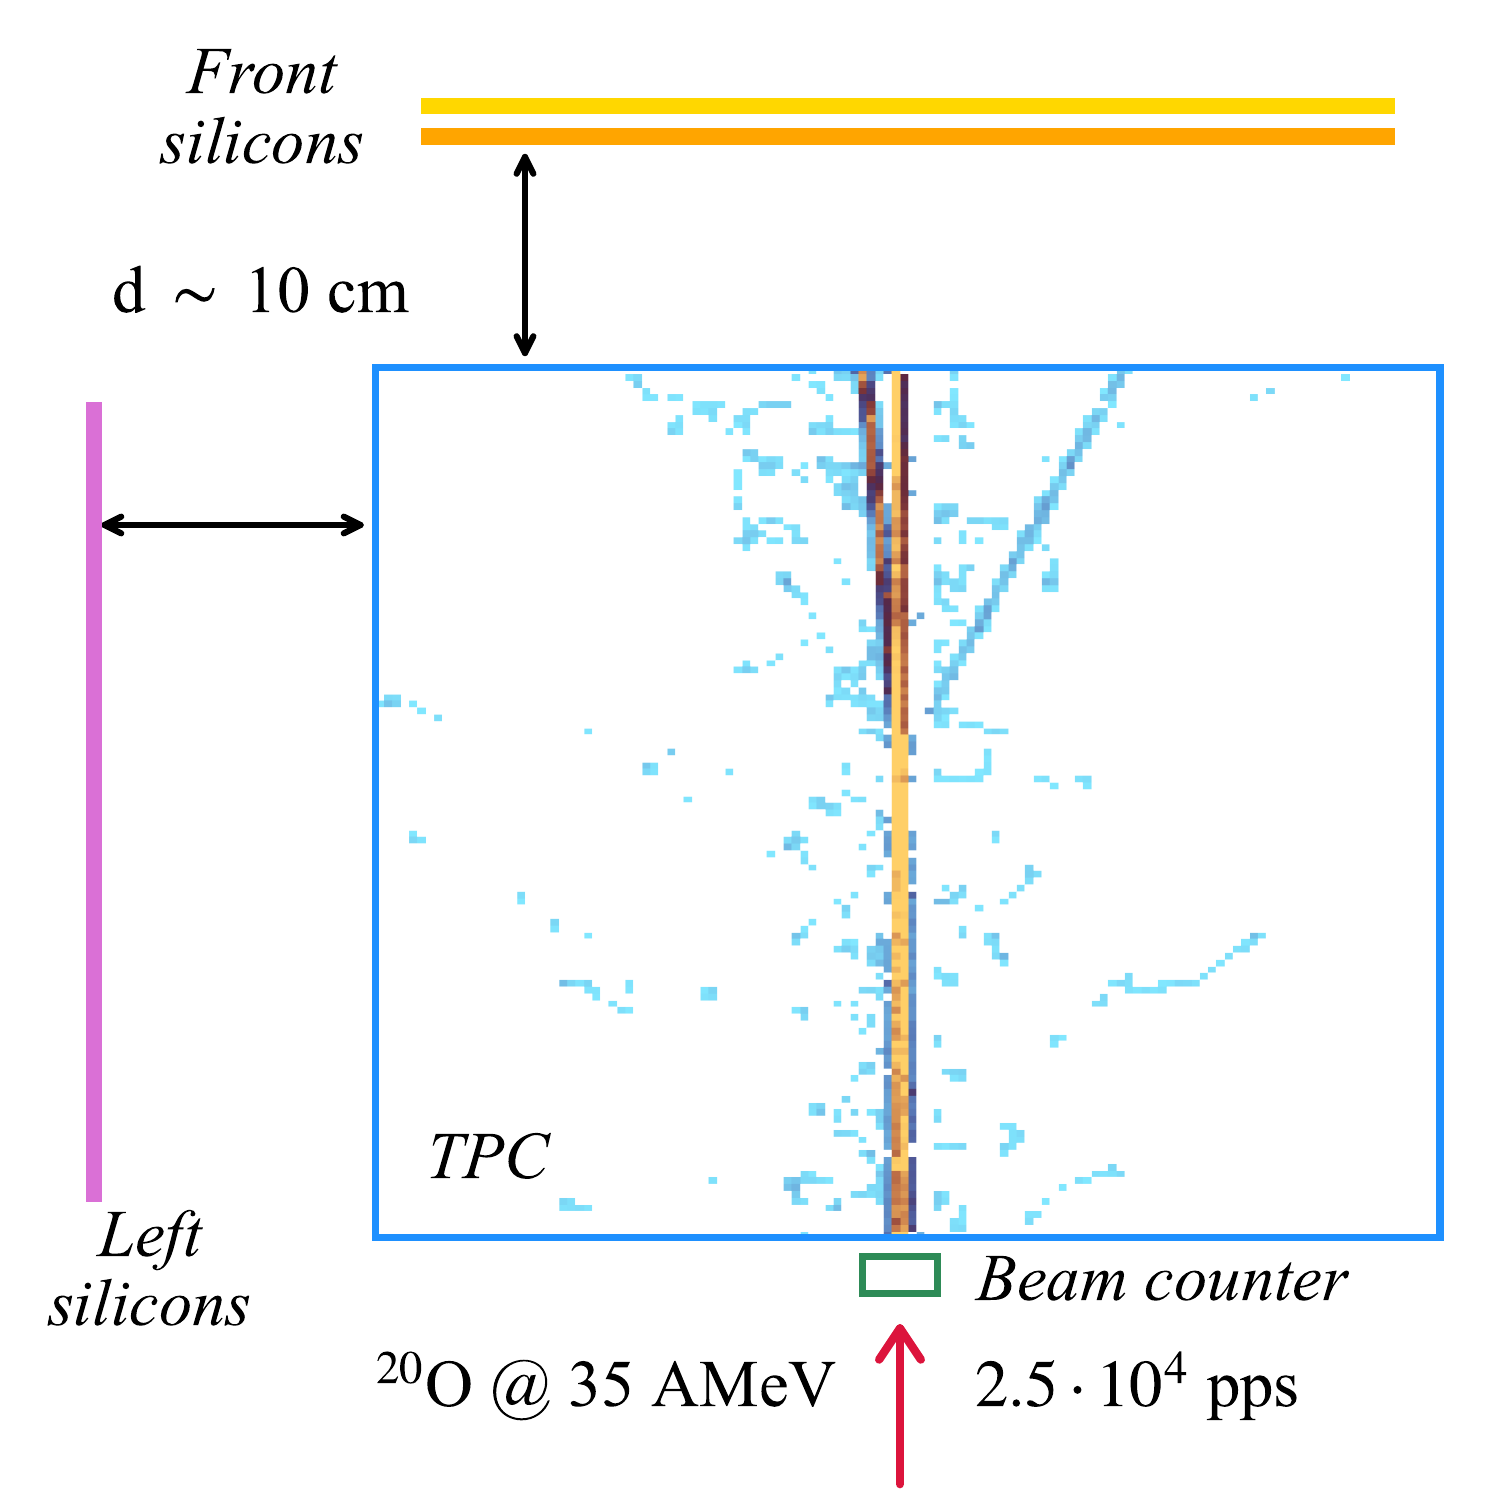 Front
silicons
d ~ 10 cm
TPC
Left
silicons
Beam counter
²⁰O @ 35 AMeV
2.5 · 10⁴ pps